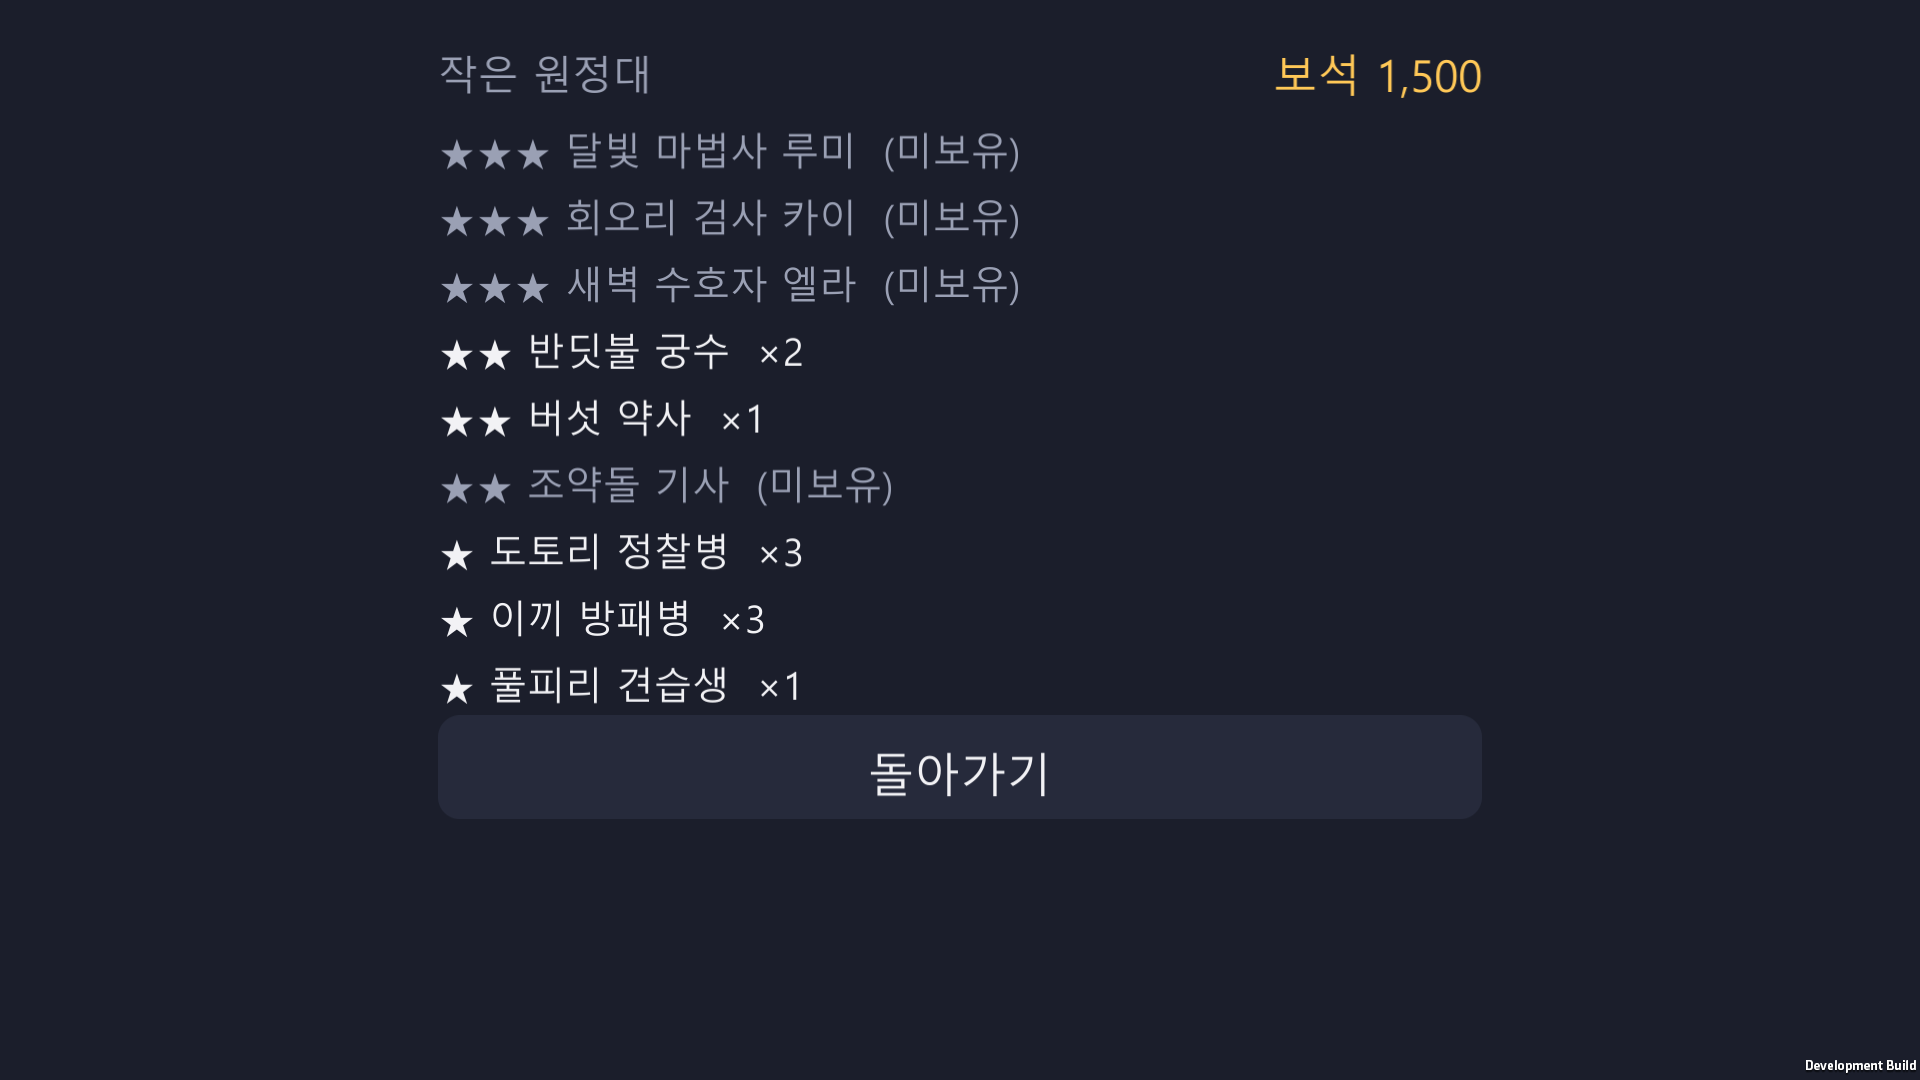 작은 원정대 보석 1,500
★★★ 달빛 마법사 루미 (미보유)
★★★ 회오리 검사 카이 (미보유)
★★★ 새벽 수호자 엘라 (미보유)
★★ 반딧불 궁수 ×2
★★ 버섯 약사 ×1
★★ 조약돌 기사 (미보유)
★ 도토리 정찰병 ×3
★ 이끼 방패병 ×3
★ 풀피리 견습생 ×1
돌아가기
Development Build